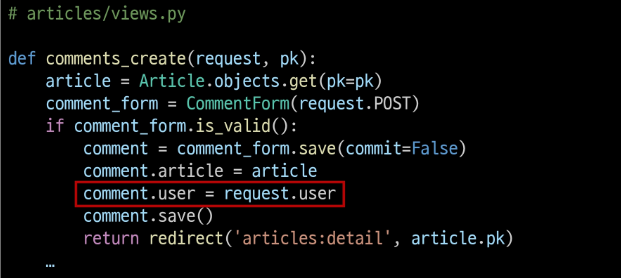 # articles/views.py
def comments_create(request, pk):
    article = Article.objects.get(pk=pk)
    comment_form = CommentForm(request.POST)
    if comment_form.is_valid():
        comment = comment_form.save(commit=False)
        comment.article = article
        comment.user = request.user
        comment.save()
        return redirect('articles:detail', article.pk)
    …